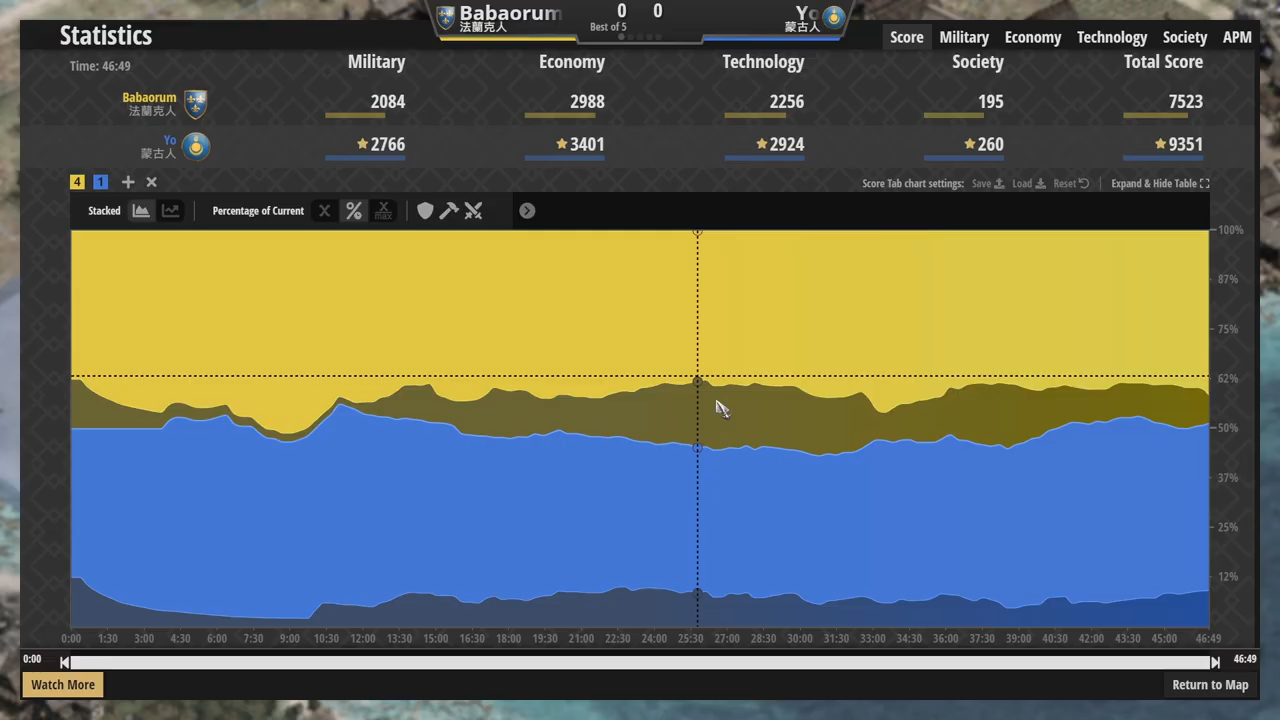 Babaorum 0 0 Yo
法蘭克人 Best of 5 蒙古人
Statistics
Score Military Economy Technology Society APM
Time: 46:49
Military Economy Technology Society Total Score
Babaorum
法蘭克人
2084 2988 2256 195 7523
Yo
蒙古人
2766 3401 2924 260 9351
4 1
Score Tab chart settings: Save Load Reset Expand & Hide Table
Stacked Percentage of Current X % X max
100%
87%
75%
62%
50%
37%
25%
12%
0:00 1:30 3:00 4:30 6:00 7:30 9:00 10:30 12:00 13:30 15:00 16:30 18:00 19:30 21:00 22:30 24:00 25:30 27:00 28:30 30:00 31:30 33:00 34:30 36:00 37:30 39:00 40:30 42:00 43:30 45:00 46:49
0:00 46:49
Watch More Return to Map